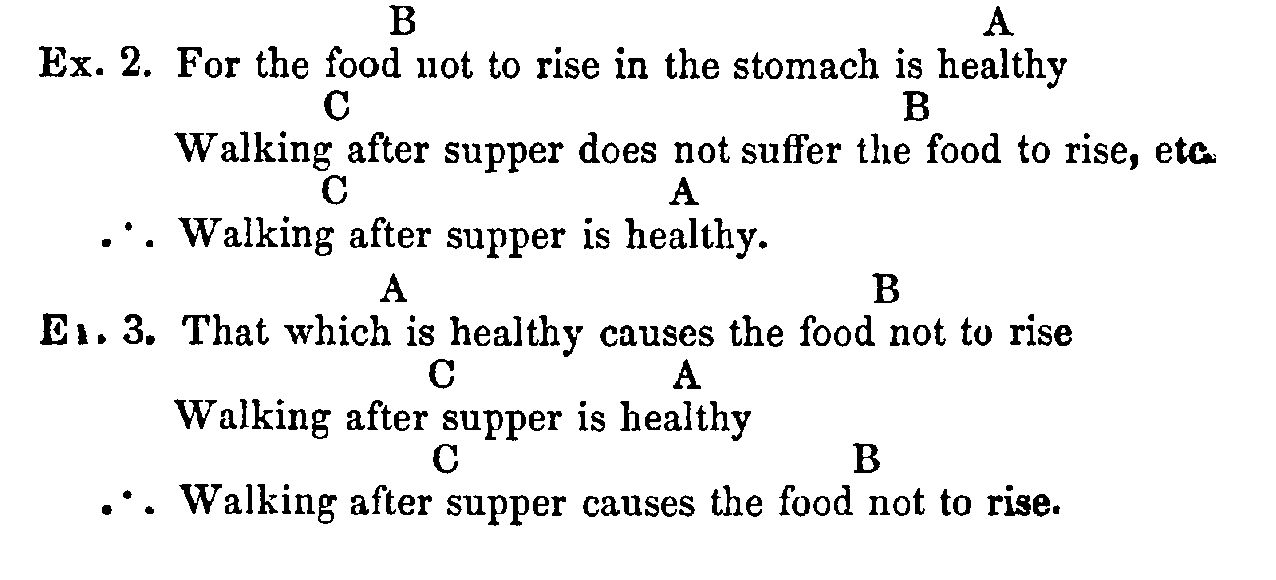 B A
Ex. 2. For the food not to rise in the stomach is healthy
C B
Walking after supper does not suffer the food to rise, etc.
C A
.˙. Walking after supper is healthy.
A B
Ex. 3. That which is healthy causes the food not to rise
C A
Walking after supper is healthy
C B
.˙. Walking after supper causes the food not to rise.